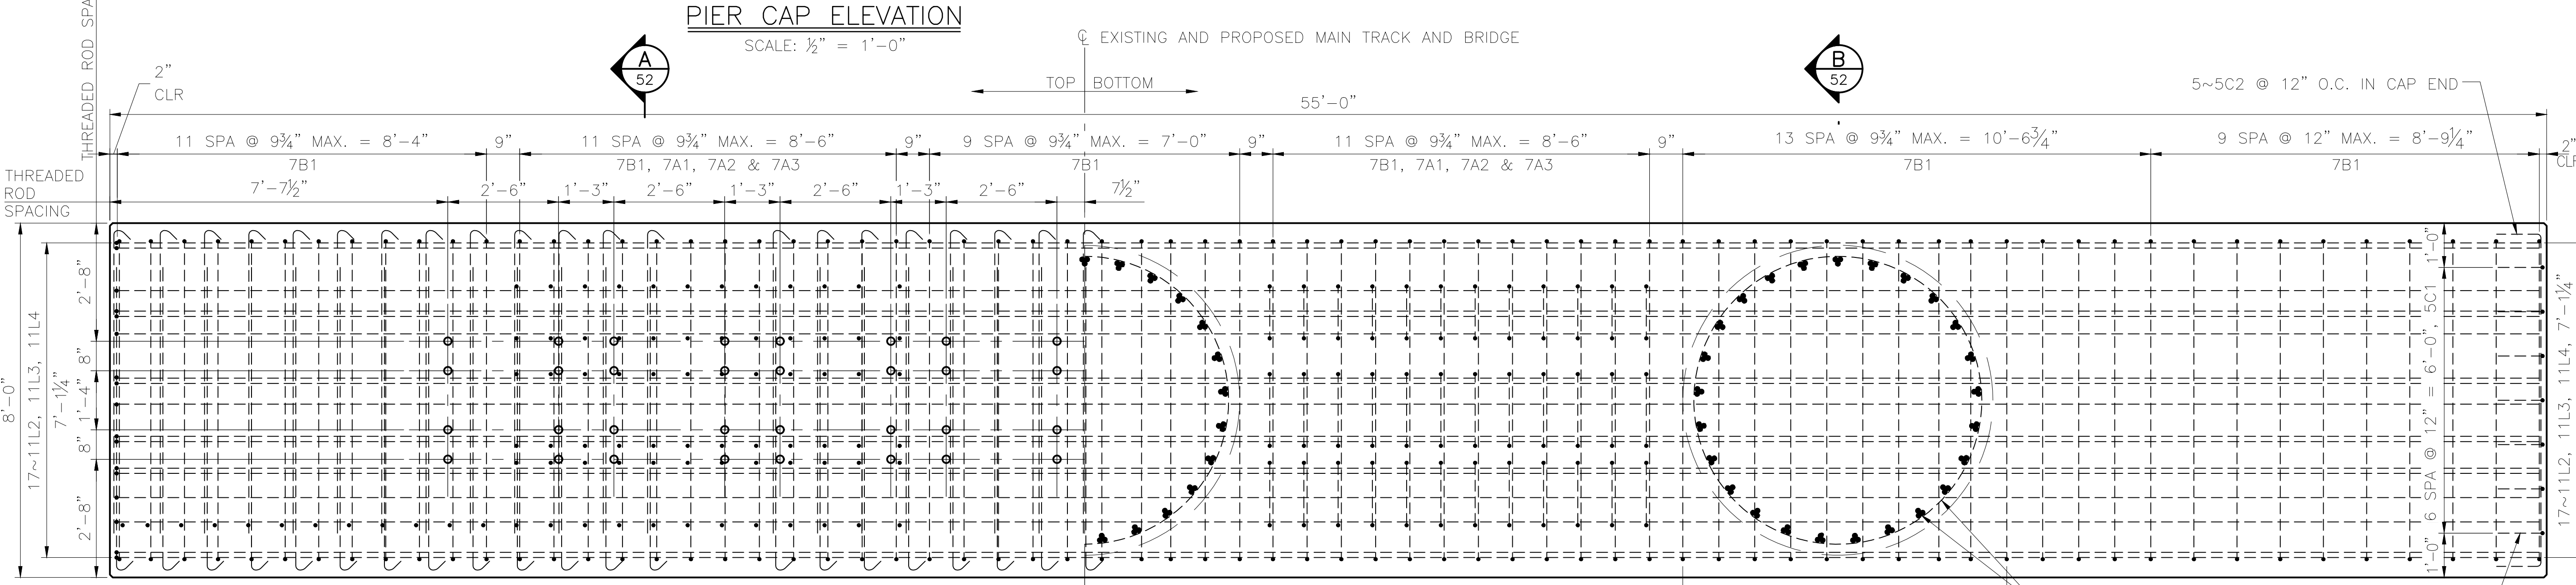 PIER CAP ELEVATION
SCALE: ½" = 1'-0"
THREADED ROD SPA
A
52
℄ EXISTING AND PROPOSED MAIN TRACK AND BRIDGE
TOP BOTTOM
B
52
5~5C2 @ 12" O.C. IN CAP END
2"
CLR
55'-0"
11 SPA @ 9¾" MAX. = 8'-4"
7B1
9"
11 SPA @ 9¾" MAX. = 8'-6"
7B1, 7A1, 7A2 & 7A3
9"
9 SPA @ 9¾" MAX. = 7'-0"
7B1
9"
11 SPA @ 9¾" MAX. = 8'-6"
7B1, 7A1, 7A2 & 7A3
9"
13 SPA @ 9¾" MAX. = 10'-6¾"
7B1
9 SPA @ 12" MAX. = 8'-9¼"
7B1
2"
CLR
THREADED
ROD
SPACING
7'-7½"
2'-6"
1'-3"
2'-6"
1'-3"
2'-6"
1'-3"
2'-6"
7½"
8'-0"
17~11L2, 11L3, 11L4
7'-1¼"
2'-8"
8"
1'-4"
8"
2'-8"
1'-0"
6 SPA @ 12" = 6'-0", 5C1
1'-0"
17~11L2, 11L3, 11L4, 7'-1¼"